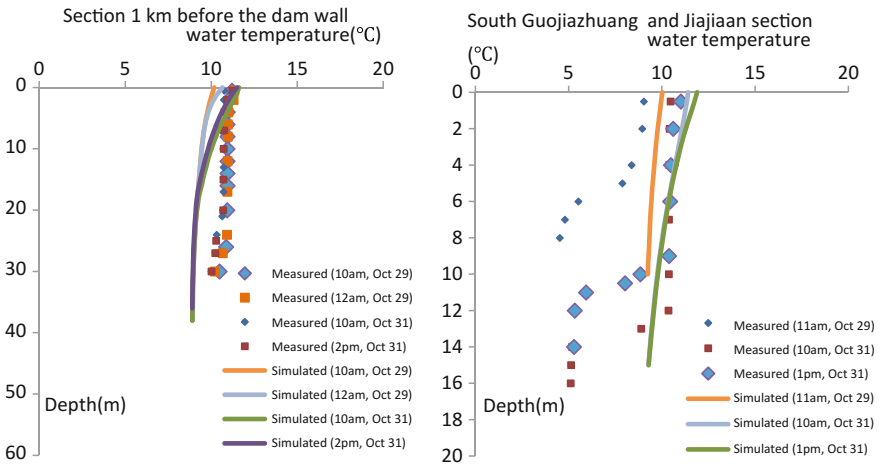 Section 1 km before the dam wall
water temperature(℃)
0 5 10 15 20
0
10
20
30
40
50
60
Measured (10am, Oct 29)
Measured (12am, Oct 29)
Measured (10am, Oct 31)
Measured (2pm, Oct 31)
Simulated (10am, Oct 29)
Simulated (12am, Oct 29)
Simulated (10am, Oct 31)
Simulated (2pm, Oct 31)
Depth(m)
South Guojiazhuang and Jiajiaan section
(℃) water temperature
0 5 10 15 20
0
2
4
6
8
10
12
14
16
18
20
Measured (11am, Oct 29)
Measured (10am, Oct 31)
Measured (1pm, Oct 31)
Simulated (11am, Oct 29)
Simulated (10am, Oct 31)
Simulated (1pm, Oct 31)
Depth(m)